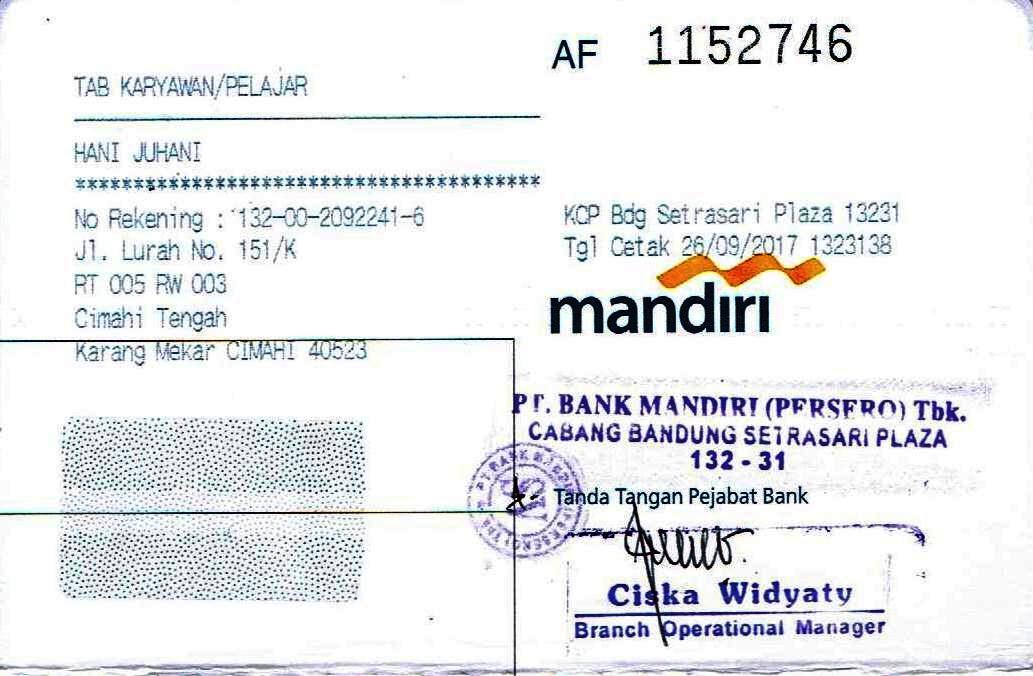 AF 1152746
TAB KARYAWAN/PELAJAR
HANI JUHANI
****************************************
No Rekening : 132-00-2092241-6
Jl. Lurah No. 151/K
RT 005 RW 003
Cimahi Tengah
Karang Mekar CIMAHI 40523
KCP Bdg Setrasari Plaza 13231
Tgl Cetak 26/09/2017 1323138
mandiri
PT. BANK MANDIRI (PERSERO) Tbk.
CABANG BANDUNG SETRASARI PLAZA
132 - 31
Tanda Tangan Pejabat Bank
Ciska Widyaty
Branch Operational Manager